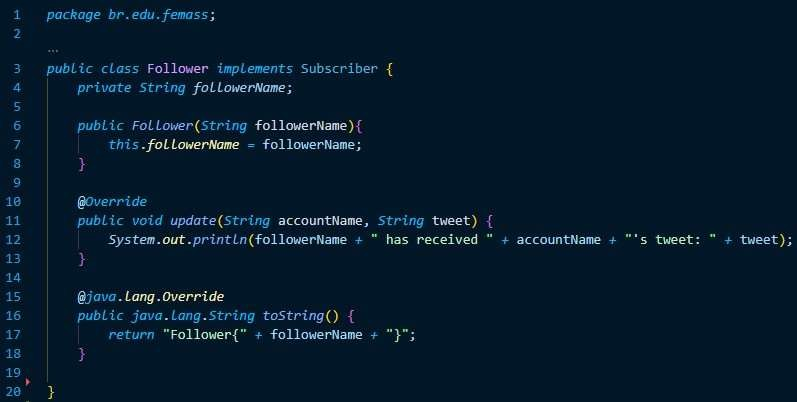 1 package br.edu.femass;
2
...
3 public class Follower implements Subscriber {
4     private String followerName;
5
6     public Follower(String followerName){
7         this.followerName = followerName;
8     }
9
10     @Override
11     public void update(String accountName, String tweet) {
12         System.out.println(followerName + " has received " + accountName + "'s tweet: " + tweet);
13     }
14
15     @java.lang.Override
16     public java.lang.String toString() {
17         return "Follower{" + followerName + "}";
18     }
19
20 }